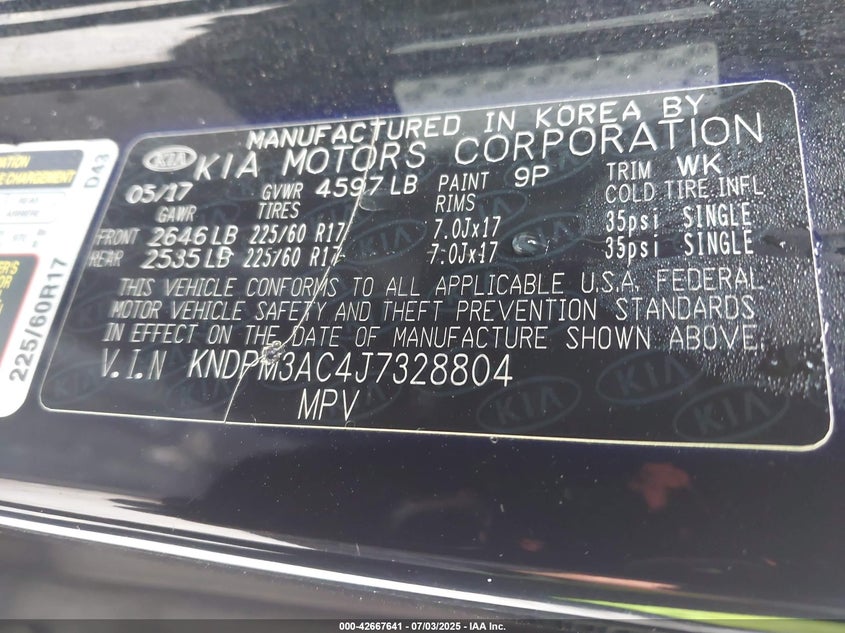 MANUFACTURED IN KOREA BY
KIA KIA MOTORS CORPORATION
05/17 GVWR 4597 LB PAINT 9P TRIM WK
GAWR TIRES RIMS COLD TIRE INFL
FRONT 2646 LB 225/60 R17 7.0Jx17 35psi SINGLE
REAR 2535 LB 225/60 R17 7.0Jx17 35psi SINGLE
THIS VEHICLE CONFORMS TO ALL APPLICABLE U.S.A. FEDERAL
MOTOR VEHICLE SAFETY AND THEFT PREVENTION STANDARDS
IN EFFECT ON THE DATE OF MANUFACTURE SHOWN ABOVE.
V.I.N KNDPM3AC4J7328804
MPV
D43
225/60R17
000-42667641 / 07/03/2025 - IAA Inc.